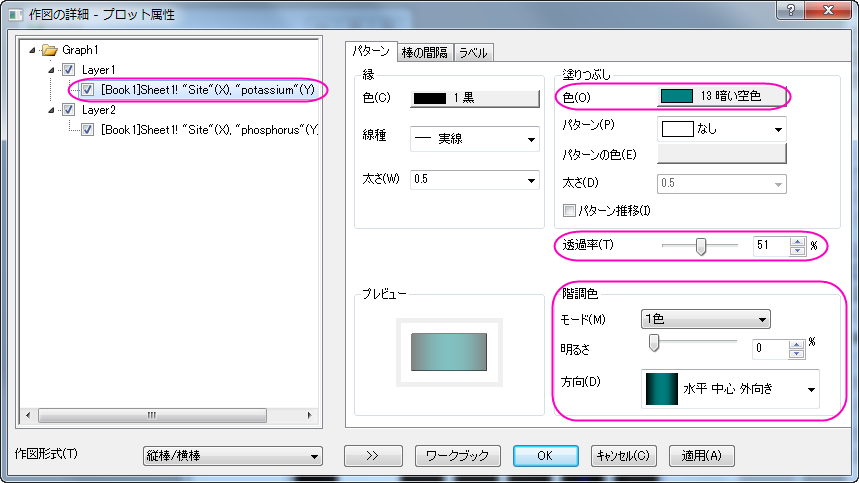 作図の詳細 - プロット属性
Graph1
Layer1
[Book1]Sheet1! "Site"(X), "potassium"(Y)
Layer2
[Book1]Sheet1! "Site"(X), "phosphorus"(Y)
作図形式(T)
縦棒/横棒
パターン
棒の間隔
ラベル
縁
色(C)
1 黒
線種
実線
太さ(W)
0.5
塗りつぶし
色(O)
13 暗い空色
パターン(P)
なし
パターンの色(E)
太さ(D)
0.5
パターン推移(I)
透過率(T)
51
%
プレビュー
階調色
モード(M)
1色
明るさ
0
%
方向(D)
水平 中心 外向き
>>
ワークブック
OK
キャンセル(C)
適用(A)